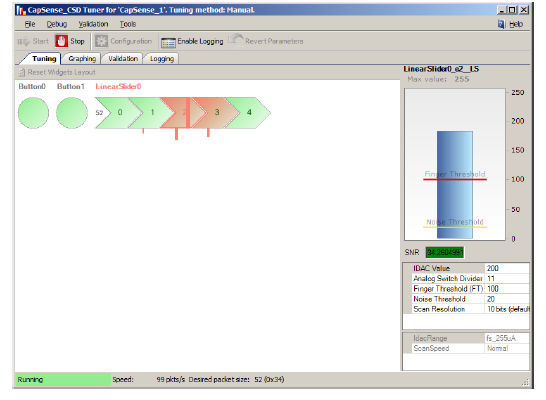 CapSense_CSD Tuner for 'CapSense_1'. Tuning method: Manual.
File Debug Validation Tools Help
Start Stop Configuration Enable Logging Revert Parameters
Tuning Graphing Validation Logging
Reset Widgets Layout
LinearSlider0_e2__LS
Max value: 255
Button0 Button1 LinearSlider0
52 0 1 2 3 4
250
200
150
100
50
0
Finger Threshold
Noise Threshold
SNR
IDAC Value 200
Analog Switch Divider 11
Finger Threshold (FT) 100
Noise Threshold 20
Scan Resolution 10 bits (default
IdacRange fs_255uA
ScanSpeed Normal
Running Speed: 99 pkts/s Desired packet size: 52 (0x34)